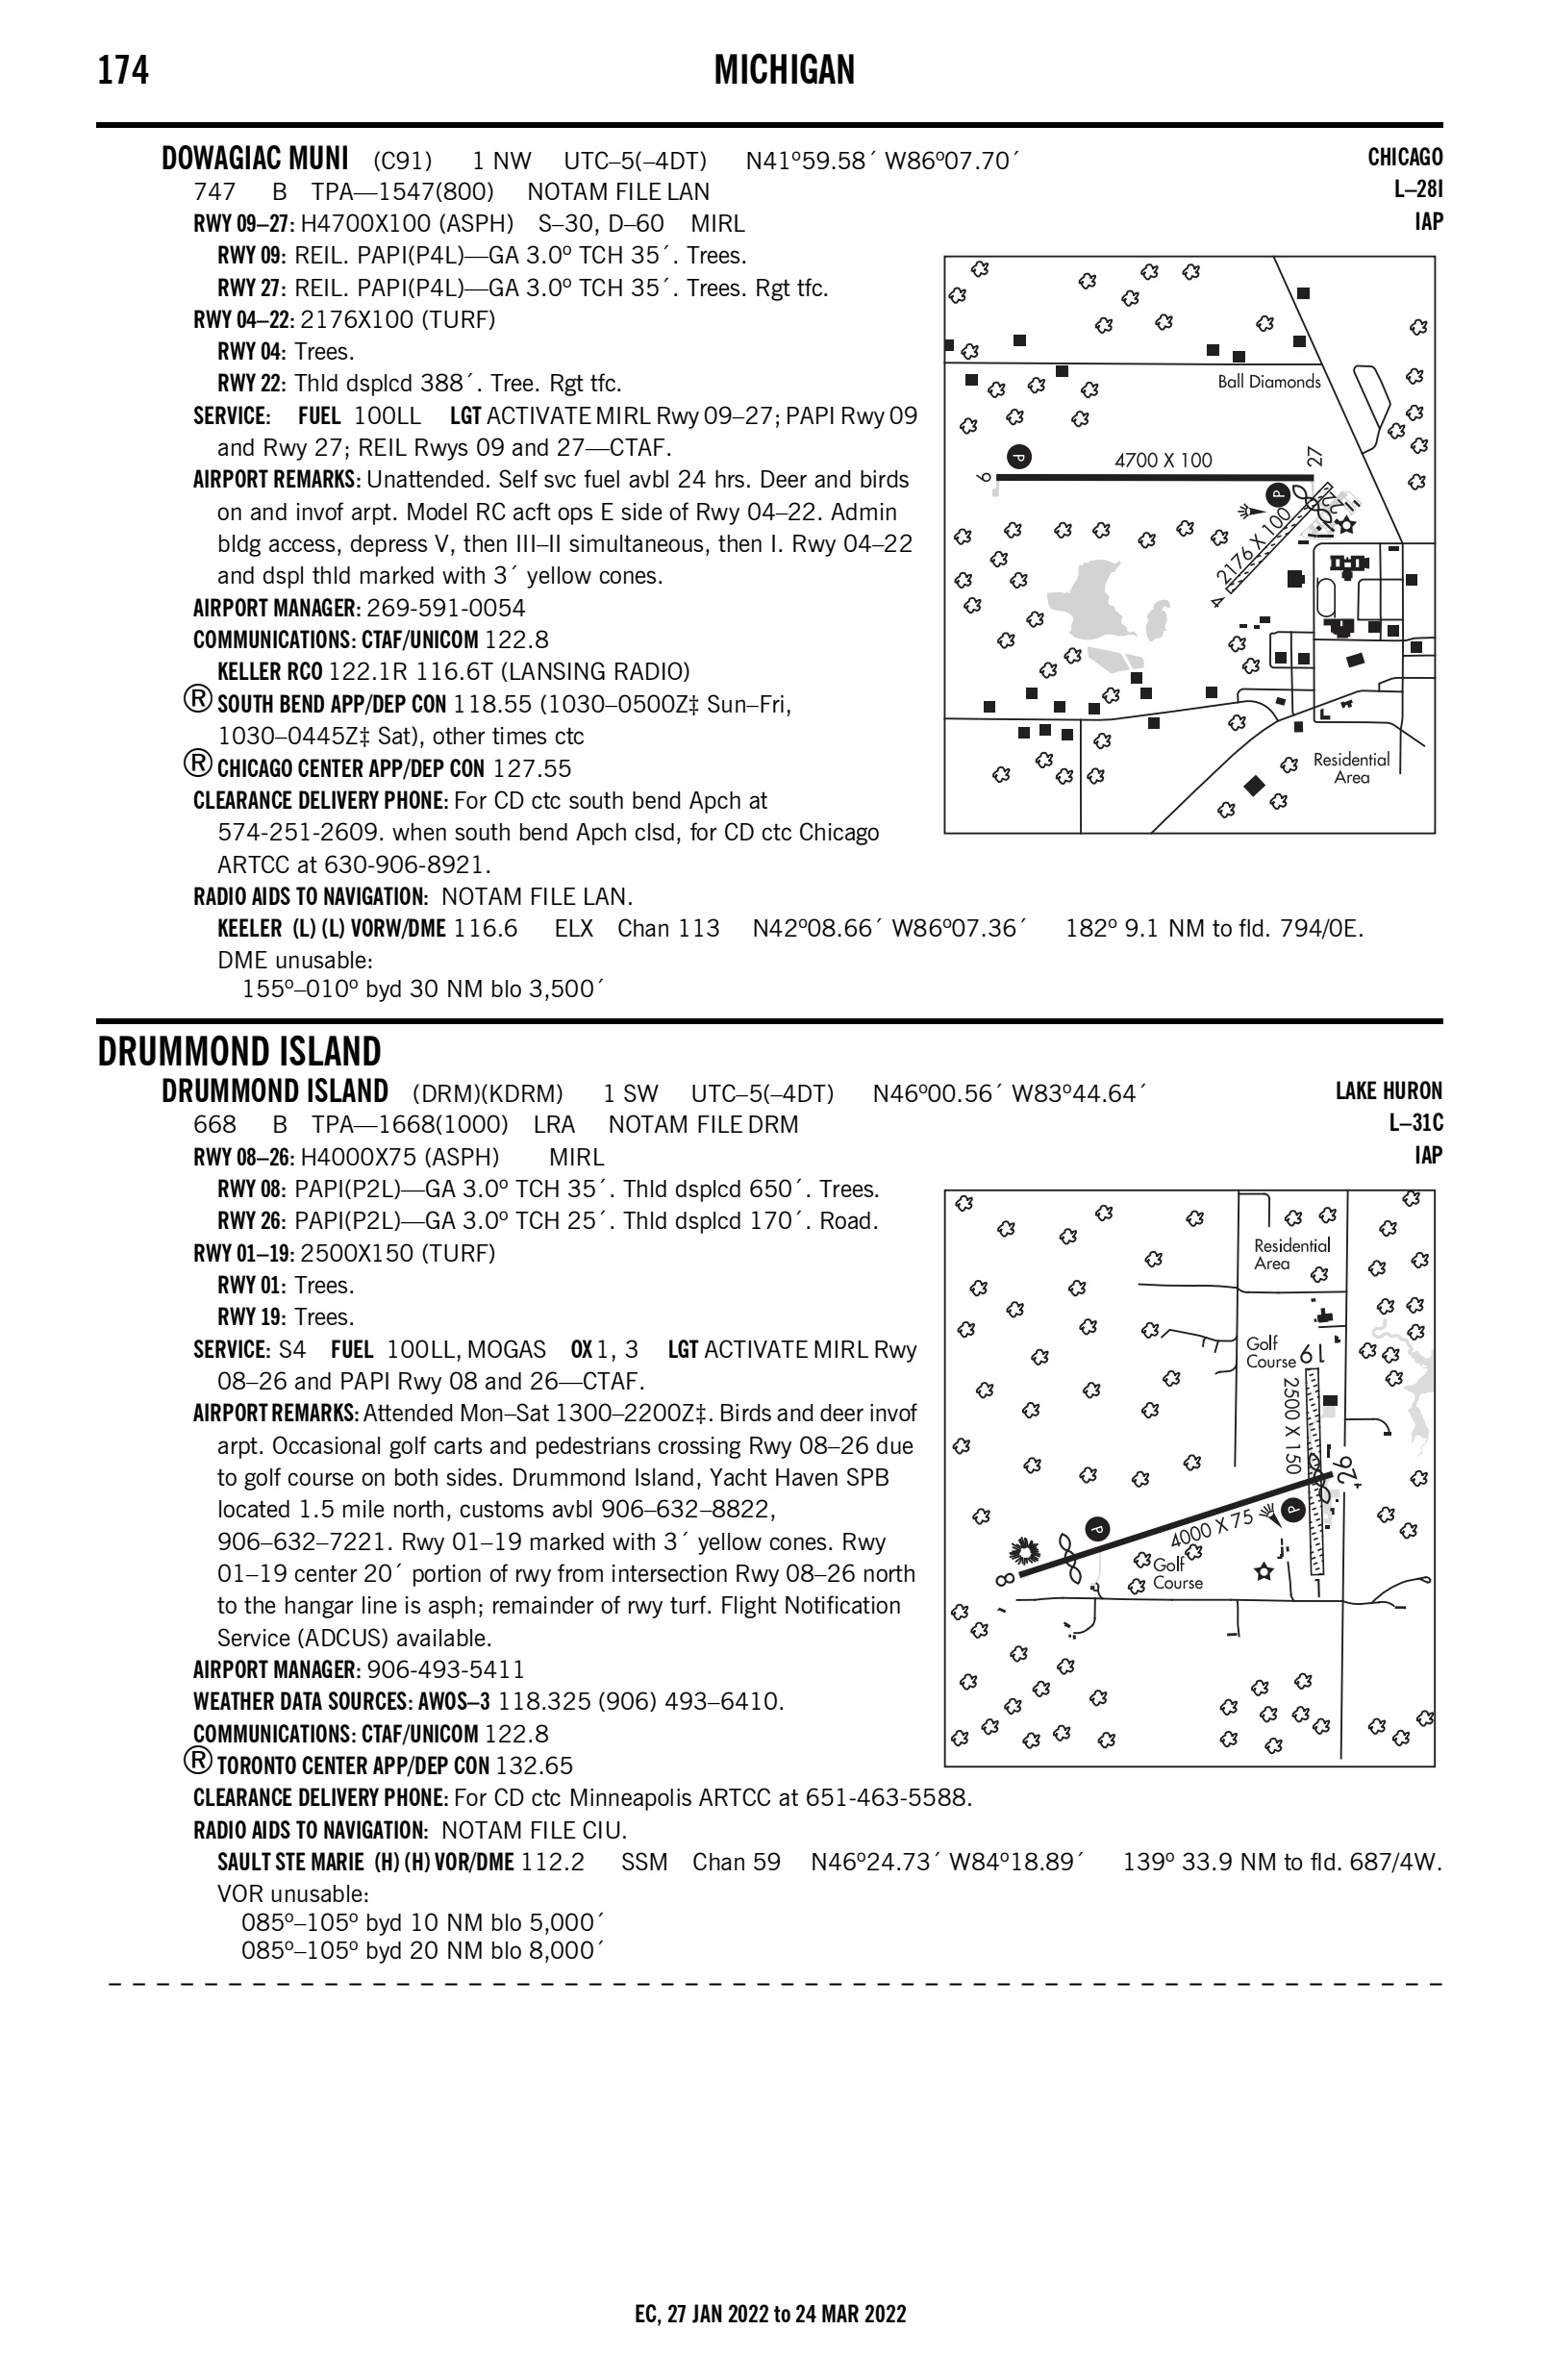 174
MICHIGAN
DOWAGIAC MUNI (C91) 1 NW UTC–5(–4DT) N41º59.58´ W86º07.70´
CHICAGO
747 B TPA—1547(800) NOTAM FILE LAN
L–28I
RWY 09–27: H4700X100 (ASPH) S–30, D–60 MIRL
IAP
RWY 09: REIL. PAPI(P4L)—GA 3.0º TCH 35´. Trees.
RWY 27: REIL. PAPI(P4L)—GA 3.0º TCH 35´. Trees. Rgt tfc.
RWY 04–22: 2176X100 (TURF)
RWY 04: Trees.
RWY 22: Thld dsplcd 388´. Tree. Rgt tfc.
SERVICE: FUEL 100LL LGT ACTIVATE MIRL Rwy 09–27; PAPI Rwy 09
and Rwy 27; REIL Rwys 09 and 27—CTAF.
AIRPORT REMARKS: Unattended. Self svc fuel avbl 24 hrs. Deer and birds
on and invof arpt. Model RC acft ops E side of Rwy 04–22. Admin
bldg access, depress V, then III–II simultaneous, then I. Rwy 04–22
and dspl thld marked with 3´ yellow cones.
AIRPORT MANAGER: 269-591-0054
COMMUNICATIONS: CTAF/UNICOM 122.8
KELLER RCO 122.1R 116.6T (LANSING RADIO)
Ⓡ SOUTH BEND APP/DEP CON 118.55 (1030–0500Z‡ Sun–Fri,
1030–0445Z‡ Sat), other times ctc
Ⓡ CHICAGO CENTER APP/DEP CON 127.55
CLEARANCE DELIVERY PHONE: For CD ctc south bend Apch at
574-251-2609. when south bend Apch clsd, for CD ctc Chicago
ARTCC at 630-906-8921.
RADIO AIDS TO NAVIGATION: NOTAM FILE LAN.
KEELER (L) (L) VORW/DME 116.6 ELX Chan 113 N42º08.66´ W86º07.36´ 182º 9.1 NM to fld. 794/0E.
DME unusable:
155º–010º byd 30 NM blo 3,500´
Ball Diamonds
4700 X 100
9
27
P
P
2176 X 100
22
4
Residential
Area
DRUMMOND ISLAND
DRUMMOND ISLAND (DRM)(KDRM) 1 SW UTC–5(–4DT) N46º00.56´ W83º44.64´
LAKE HURON
668 B TPA—1668(1000) LRA NOTAM FILE DRM
L–31C
RWY 08–26: H4000X75 (ASPH) MIRL
IAP
RWY 08: PAPI(P2L)—GA 3.0º TCH 35´. Thld dsplcd 650´. Trees.
RWY 26: PAPI(P2L)—GA 3.0º TCH 25´. Thld dsplcd 170´. Road.
RWY 01–19: 2500X150 (TURF)
RWY 01: Trees.
RWY 19: Trees.
SERVICE: S4 FUEL 100LL, MOGAS OX 1, 3 LGT ACTIVATE MIRL Rwy
08–26 and PAPI Rwy 08 and 26—CTAF.
AIRPORT REMARKS: Attended Mon–Sat 1300–2200Z‡. Birds and deer invof
arpt. Occasional golf carts and pedestrians crossing Rwy 08–26 due
to golf course on both sides. Drummond Island, Yacht Haven SPB
located 1.5 mile north, customs avbl 906–632–8822,
906–632–7221. Rwy 01–19 marked with 3´ yellow cones. Rwy
01–19 center 20´ portion of rwy from intersection Rwy 08–26 north
to the hangar line is asph; remainder of rwy turf. Flight Notification
Service (ADCUS) available.
AIRPORT MANAGER: 906-493-5411
WEATHER DATA SOURCES: AWOS–3 118.325 (906) 493–6410.
COMMUNICATIONS: CTAF/UNICOM 122.8
Ⓡ TORONTO CENTER APP/DEP CON 132.65
CLEARANCE DELIVERY PHONE: For CD ctc Minneapolis ARTCC at 651-463-5588.
RADIO AIDS TO NAVIGATION: NOTAM FILE CIU.
SAULT STE MARIE (H) (H) VOR/DME 112.2 SSM Chan 59 N46º24.73´ W84º18.89´ 139º 33.9 NM to fld. 687/4W.
VOR unusable:
085º–105º byd 10 NM blo 5,000´
085º–105º byd 20 NM blo 8,000´
Residential
Area
Golf
Course
19
2500 X 150
26
P
P
4000 X 75
8
Golf
Course
1
EC, 27 JAN 2022 to 24 MAR 2022